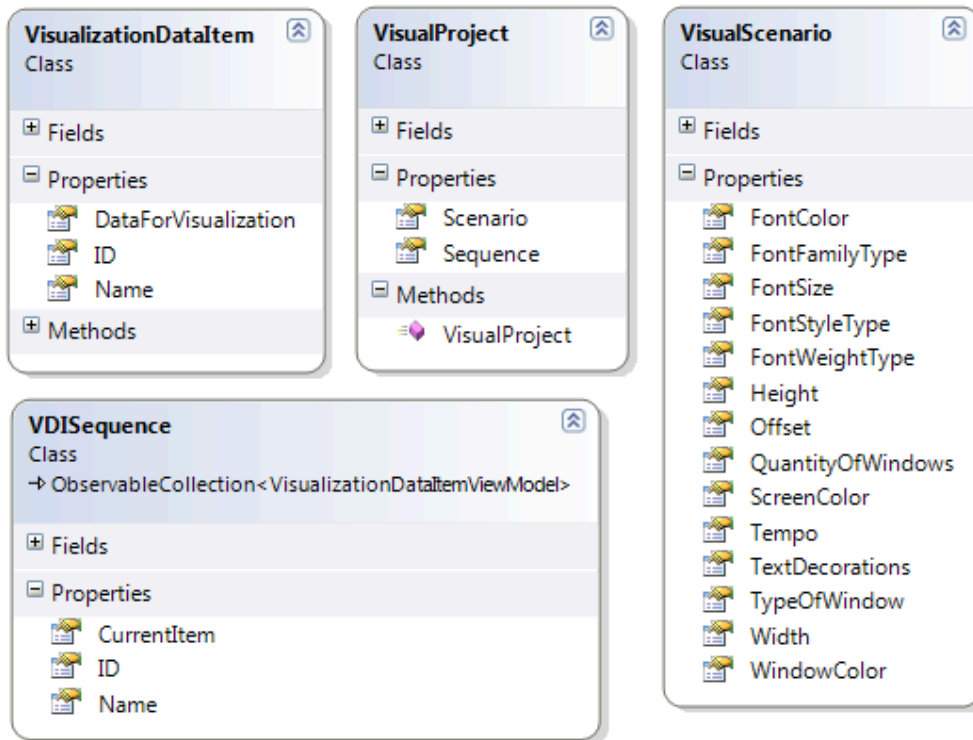 VisualizationDataItem
Class
Fields
Properties
DataForVisualization
ID
Name
Methods
VisualProject
Class
Fields
Properties
Scenario
Sequence
Methods
VisualProject
VisualScenario
Class
Fields
Properties
FontColor
FontFamilyType
FontSize
FontStyleType
FontWeightType
Height
Offset
QuantityOfWindows
ScreenColor
Tempo
TextDecorations
TypeOfWindow
Width
WindowColor
VDISequence
Class
ObservableCollection<VisualizationDataItemViewModel>
Fields
Properties
CurrentItem
ID
Name